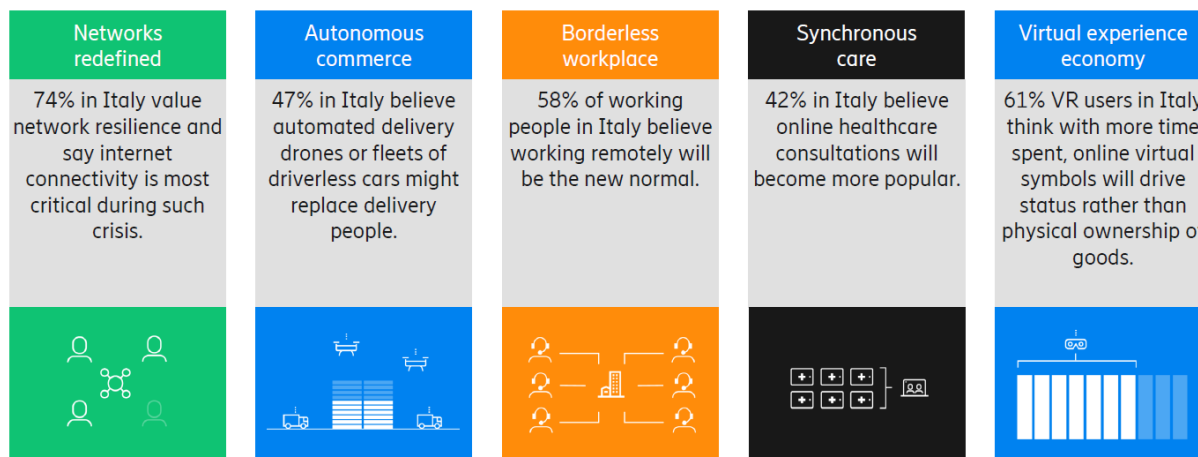 Networks
redefined
74% in Italy value
network resilience and
say internet
connectivity is most
critical during such
crisis.
Autonomous
commerce
47% in Italy believe
automated delivery
drones or fleets of
driverless cars might
replace delivery
people.
Borderless
workplace
58% of working
people in Italy believe
working remotely will
be the new normal.
Synchronous
care
42% in Italy believe
online healthcare
consultations will
become more popular.
Virtual experience
economy
61% VR users in Italy
think with more time
spent, online virtual
symbols will drive
status rather than
physical ownership of
goods.